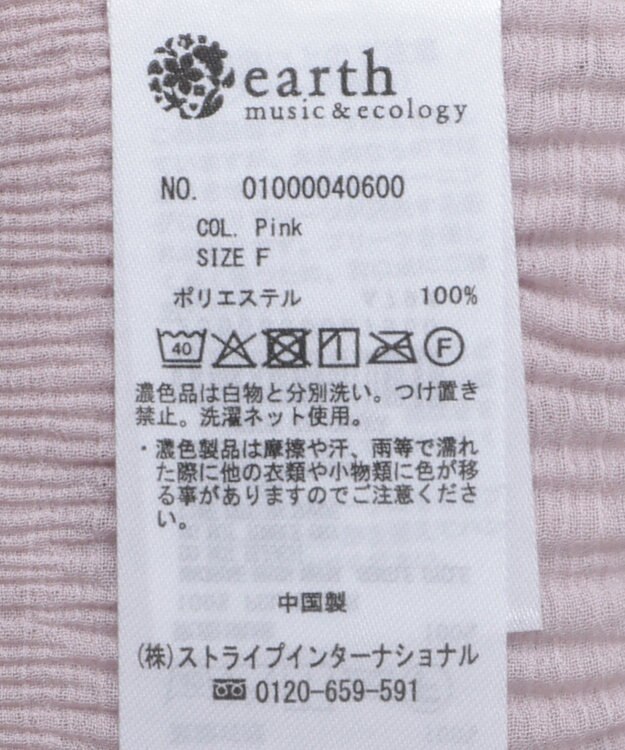 earth
music & ecology
NO. 01000040600
COL. Pink
SIZE F
ポリエステル 100%
40 F
濃色品は白物と分別洗い。つけ置き
禁止。洗濯ネット使用。
・濃色製品は摩擦や汗、雨等で濡れ
た際に他の衣類や小物類に色が移
る事がありますのでご注意くださ
い。
中国製
(株)ストライプインターナショナル
0120-659-591